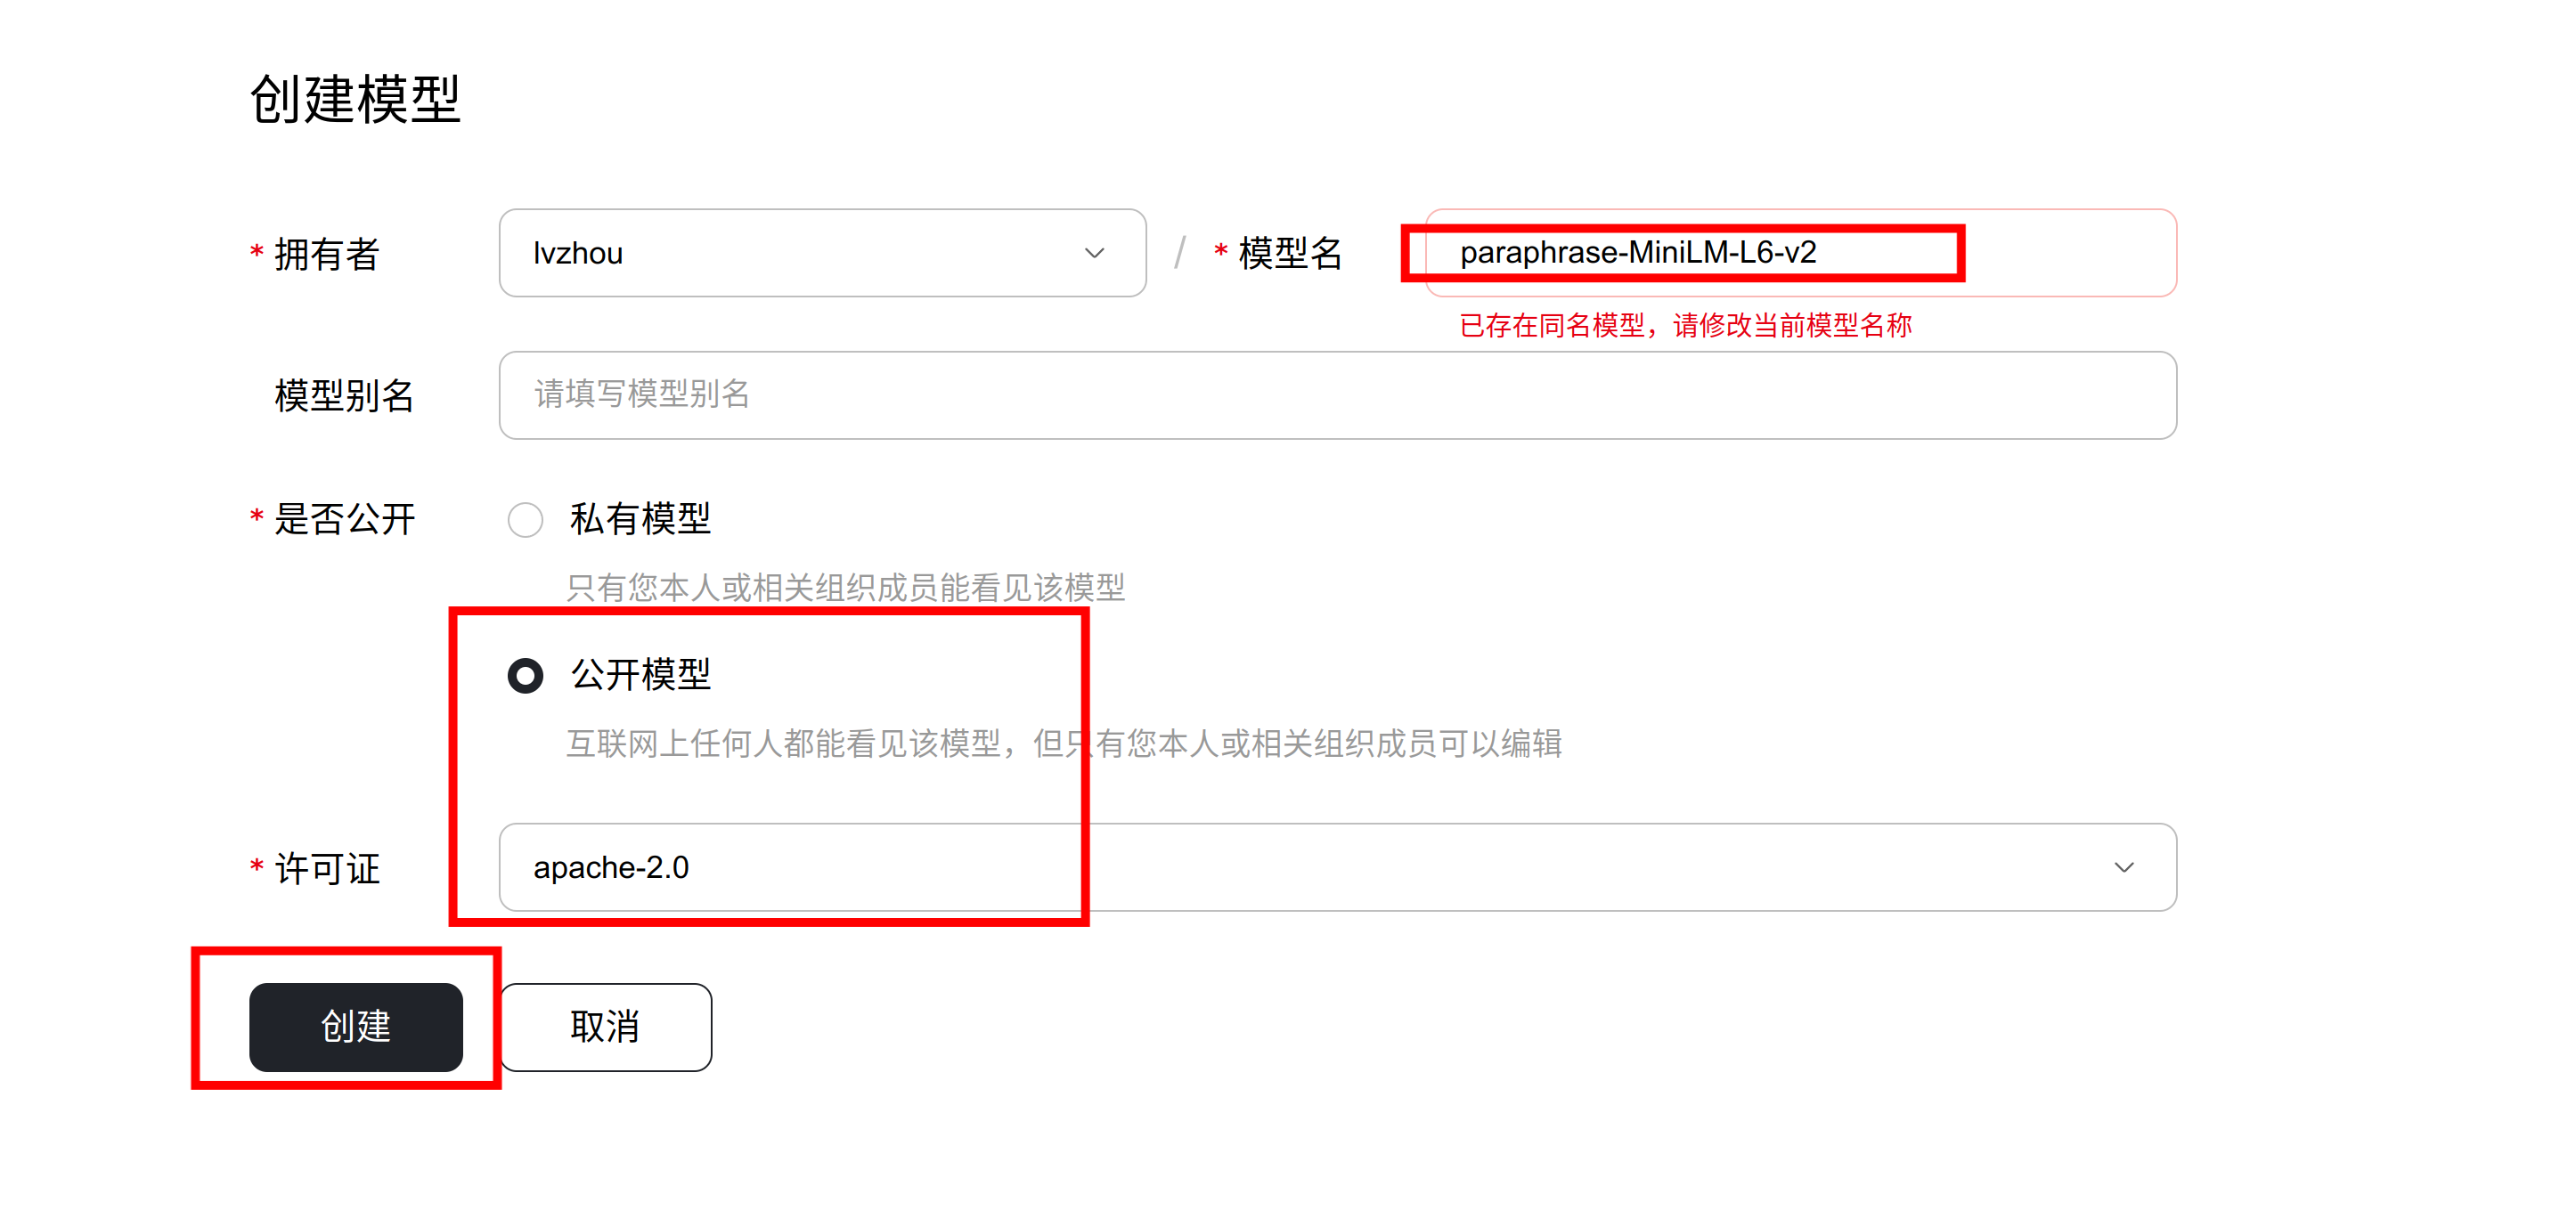 创建模型
* 拥有者 lvzhou / * 模型名 paraphrase-MiniLM-L6-v2
已存在同名模型，请修改当前模型名称
模型别名 请填写模型别名
* 是否公开 私有模型
只有您本人或相关组织成员能看见该模型
公开模型
互联网上任何人都能看见该模型，但只有您本人或相关组织成员可以编辑
* 许可证 apache-2.0
创建 取消